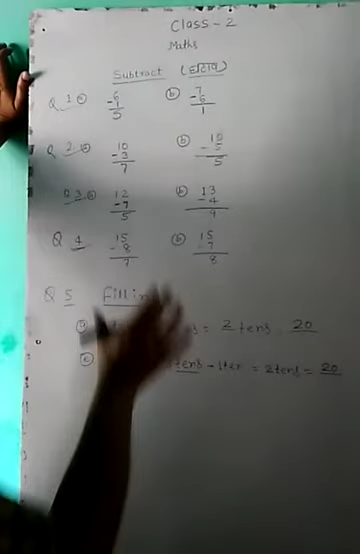 Class - 2
Maths
Subtract (घटाव)
Q 1 (a) 6 - 1 5 (b) 7 - 6 1
Q 2 (a) 10 - 3 7 (b) 10 - 5 5
Q 3 (a) 12 - 7 5 (b) 13 - 4 9
Q 4 15 - 8 7 (b) 15 - 7 8
Q 5 Fill in
= 2 tens 20
tens - 1ten = 2tens = 20